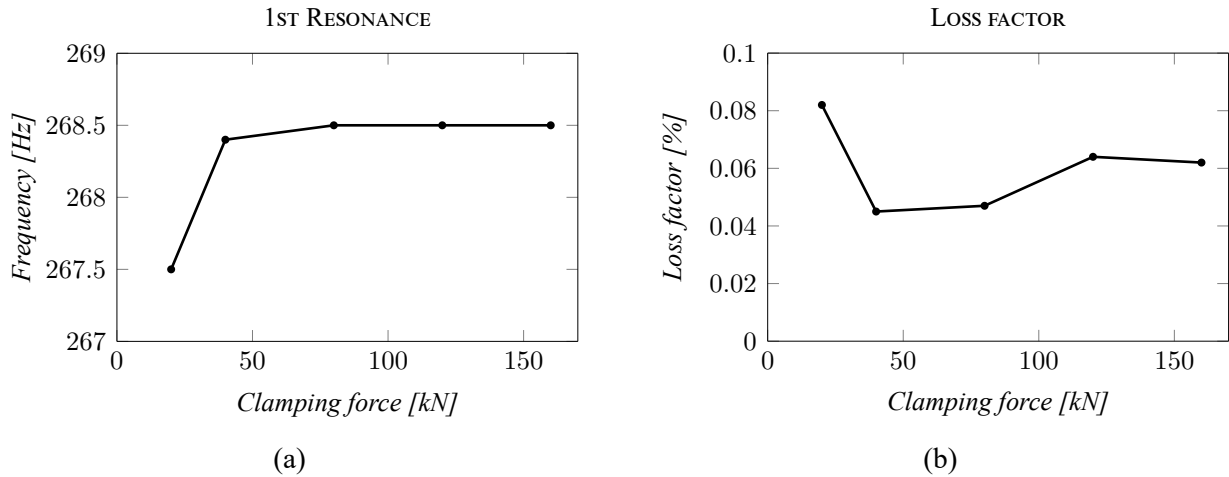 1ST RESONANCE
269
268.5
268
267.5
267
Frequency [Hz]
0 50 100 150
Clamping force [kN]
(a)
LOSS FACTOR
0.1
0.08
0.06
0.04
0.02
0
Loss factor [%]
0 50 100 150
Clamping force [kN]
(b)